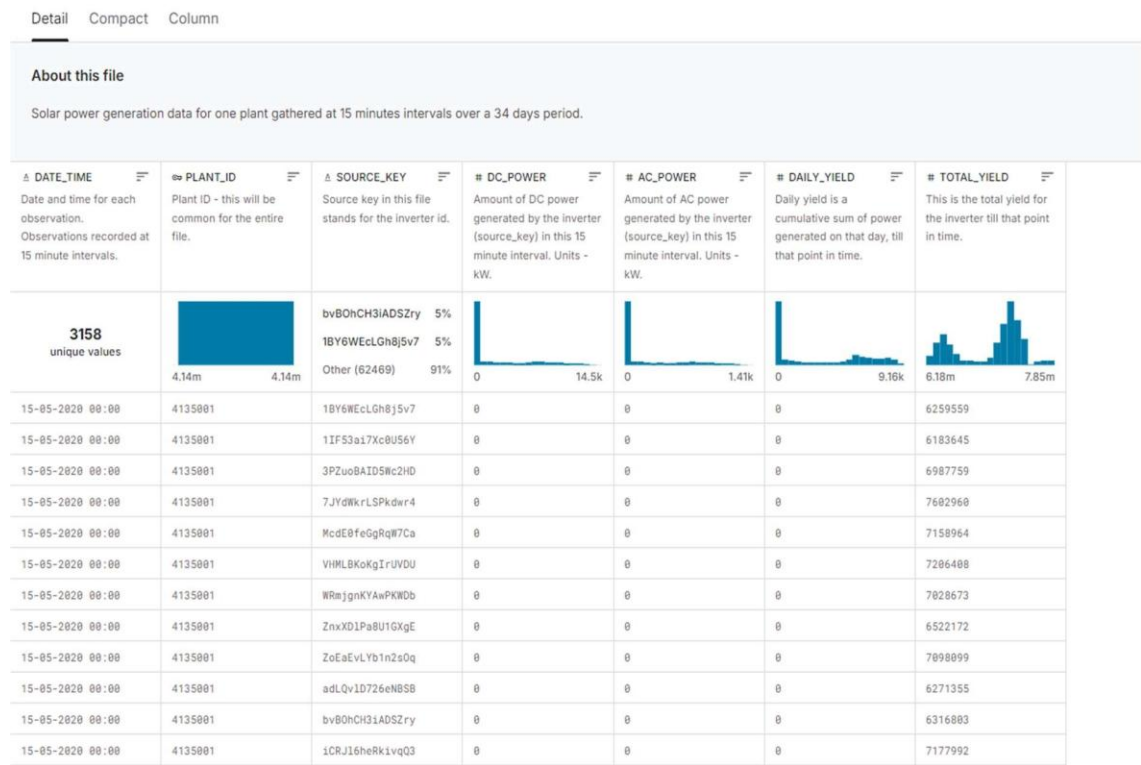 Detail Compact Column
About this file
Solar power generation data for one plant gathered at 15 minutes intervals over a 34 days period.
DATE_TIME
Date and time for each
observation.
Observations recorded at
15 minute intervals.
PLANT_ID
Plant ID - this will be
common for the entire
file.
SOURCE_KEY
Source key in this file
stands for the inverter id.
# DC_POWER
Amount of DC power
generated by the inverter
(source_key) in this 15
minute interval. Units -
kW.
# AC_POWER
Amount of AC power
generated by the inverter
(source_key) in this 15
minute interval. Units -
kW.
# DAILY_YIELD
Daily yield is a
cumulative sum of power
generated on that day, till
that point in time.
# TOTAL_YIELD
This is the total yield for
the inverter till that point
in time.
3158
unique values
4.14m 4.14m
bvBOhCH3iADSZry 5%
1BY6WEcLGh8j5v7 5%
Other (62469) 91%
0 14.5k
0 1.41k
0 9.16k
6.18m 7.85m
15-05-2020 00:00 4135001 1BY6WEcLGh8j5v7 0 0 0 6259559
15-05-2020 00:00 4135001 1IF53ai7Xc0U56Y 0 0 0 6183645
15-05-2020 00:00 4135001 3PZuoBAID5Wc2HD 0 0 0 6987759
15-05-2020 00:00 4135001 7JYdWkrLSPkdwr4 0 0 0 7602960
15-05-2020 00:00 4135001 McdE0feGgRqW7Ca 0 0 0 7158964
15-05-2020 00:00 4135001 VHMLBKoKgIrUVDU 0 0 0 7206408
15-05-2020 00:00 4135001 WRmjgnKYAwPKWDb 0 0 0 7028673
15-05-2020 00:00 4135001 ZnxXDlPa8U1GXgE 0 0 0 6522172
15-05-2020 00:00 4135001 ZoEaEvLYb1n2sOq 0 0 0 7098099
15-05-2020 00:00 4135001 adLQvlD726eNBSB 0 0 0 6271355
15-05-2020 00:00 4135001 bvBOhCH3iADSZry 0 0 0 6316803
15-05-2020 00:00 4135001 iCRJl6heRkivqQ3 0 0 0 7177992